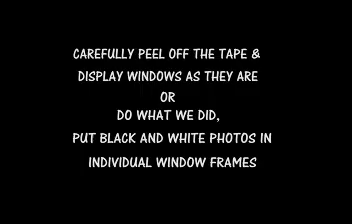 CAREFULLY PEEL OFF THE TAPE &
DISPLAY WINDOWS AS THEY ARE
OR
DO WHAT WE DID,
PUT BLACK AND WHITE PHOTOS IN
INDIVIDUAL WINDOW FRAMES